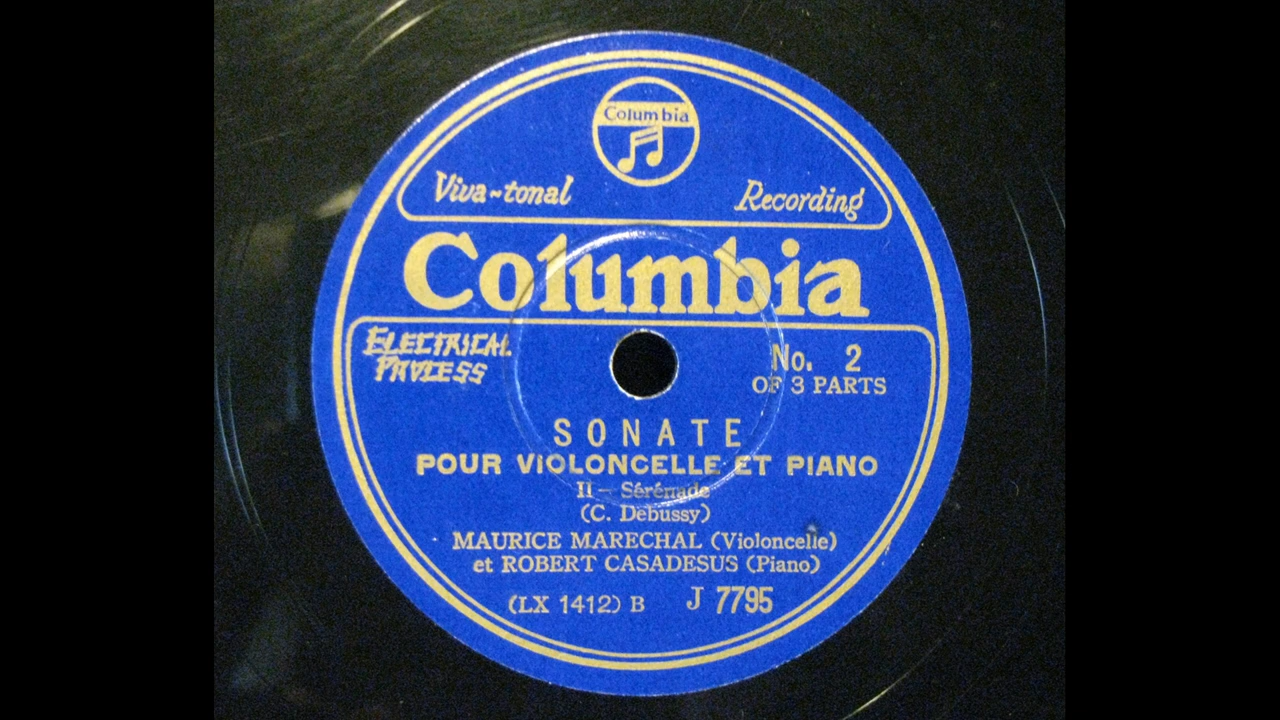 Columbia
Viva-tonal Recording
Columbia
ELECTRICAL
PROCESS
No. 2
OF 3 PARTS
SONATE
POUR VIOLONCELLE ET PIANO
II - Sérénade
(C. Debussy)
MAURICE MARECHAL (Violoncelle)
et ROBERT CASADESUS (Piano)
(LX 1412) B J 7795